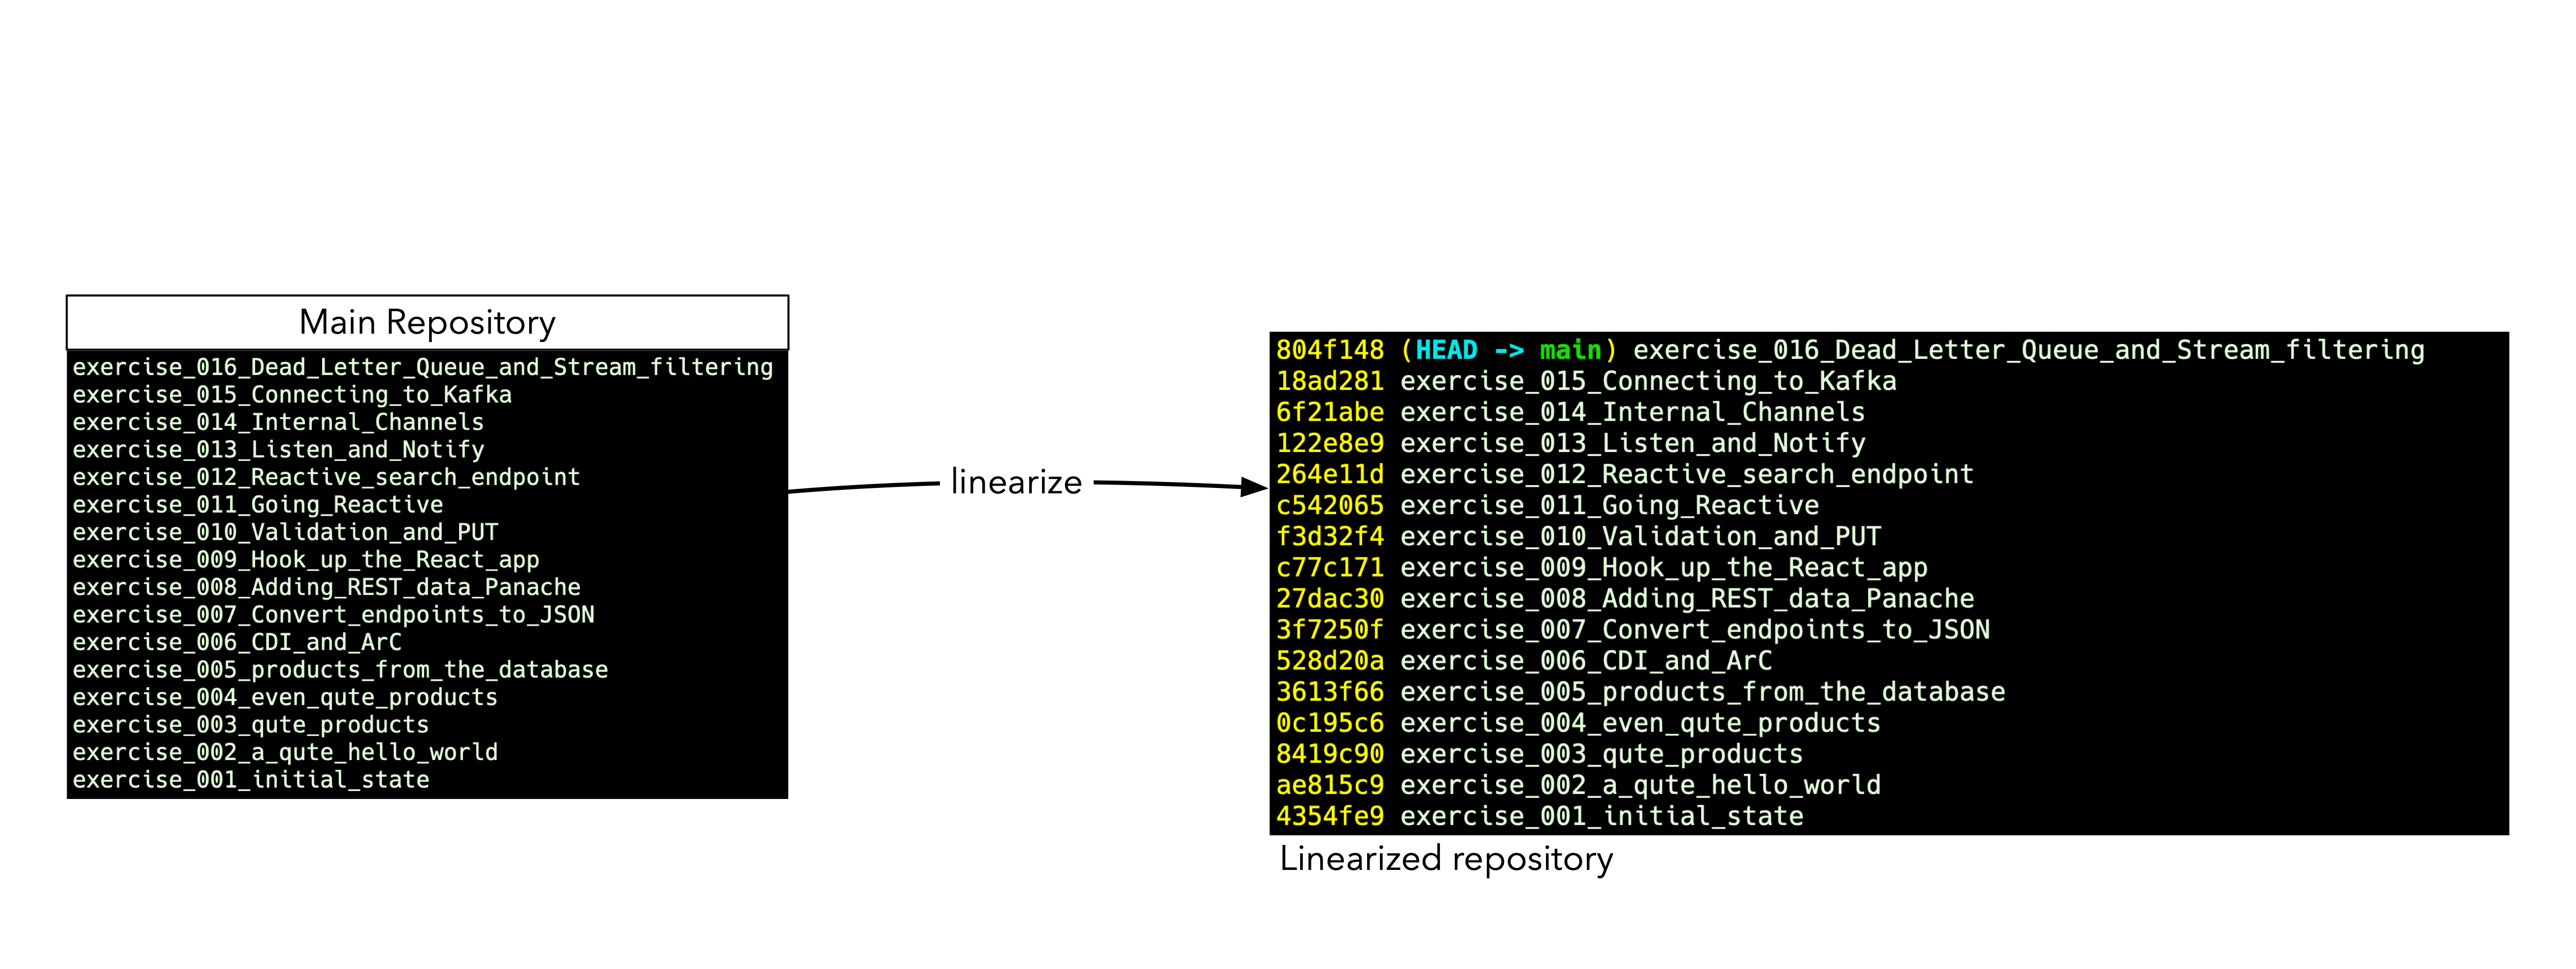 Main Repository
exercise_016_Dead_Letter_Queue_and_Stream_filtering
exercise_015_Connecting_to_Kafka
exercise_014_Internal_Channels
exercise_013_Listen_and_Notify
exercise_012_Reactive_search_endpoint
exercise_011_Going_Reactive
exercise_010_Validation_and_PUT
exercise_009_Hook_up_the_React_app
exercise_008_Adding_REST_data_Panache
exercise_007_Convert_endpoints_to_JSON
exercise_006_CDI_and_ArC
exercise_005_products_from_the_database
exercise_004_even_qute_products
exercise_003_qute_products
exercise_002_a_qute_hello_world
exercise_001_initial_state
linearize
804f148 (HEAD -> main) exercise_016_Dead_Letter_Queue_and_Stream_filtering
18ad281 exercise_015_Connecting_to_Kafka
6f21abe exercise_014_Internal_Channels
122e8e9 exercise_013_Listen_and_Notify
264e11d exercise_012_Reactive_search_endpoint
c542065 exercise_011_Going_Reactive
f3d32f4 exercise_010_Validation_and_PUT
c77c171 exercise_009_Hook_up_the_React_app
27dac30 exercise_008_Adding_REST_data_Panache
3f7250f exercise_007_Convert_endpoints_to_JSON
528d20a exercise_006_CDI_and_ArC
3613f66 exercise_005_products_from_the_database
0c195c6 exercise_004_even_qute_products
8419c90 exercise_003_qute_products
ae815c9 exercise_002_a_qute_hello_world
4354fe9 exercise_001_initial_state
Linearized repository